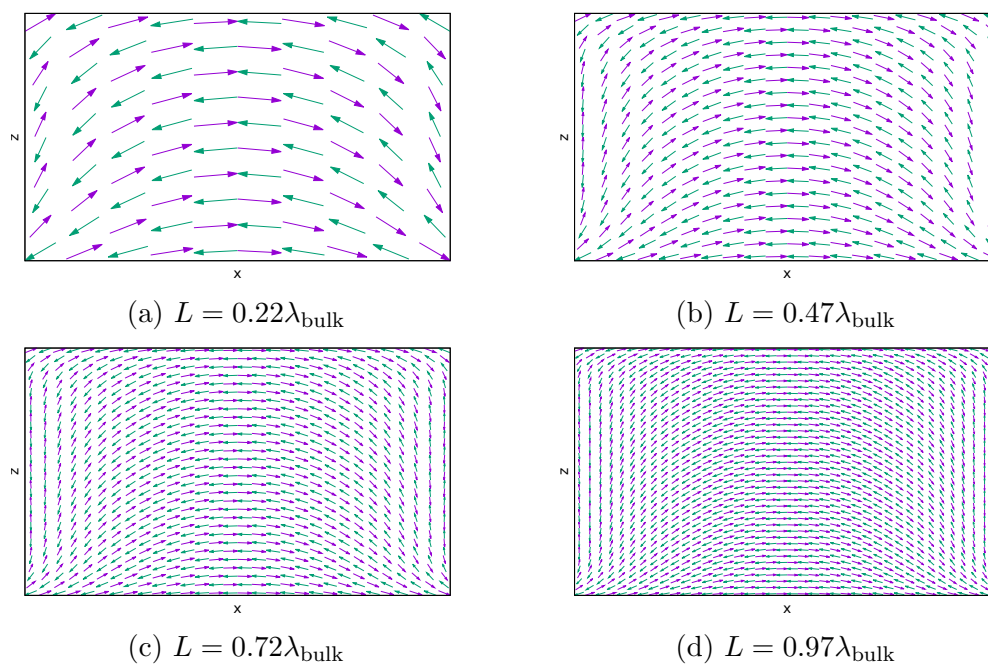 z
z
x
x
(a) L = 0.22λbulk
(b) L = 0.47λbulk
z
z
x
x
(c) L = 0.72λbulk
(d) L = 0.97λbulk